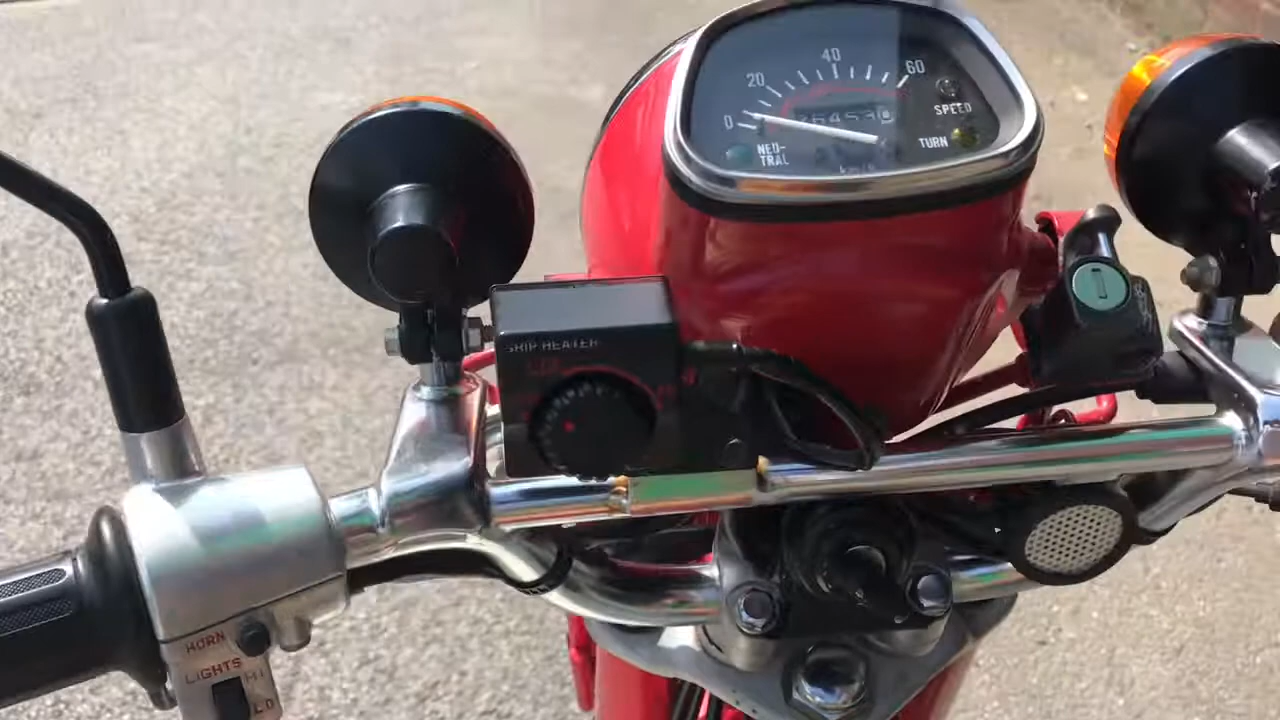 20 40 60
0
SPEED
TURN
NEU-
TRAL
GRIP HEATER
HORN
LIGHTS HI
LO